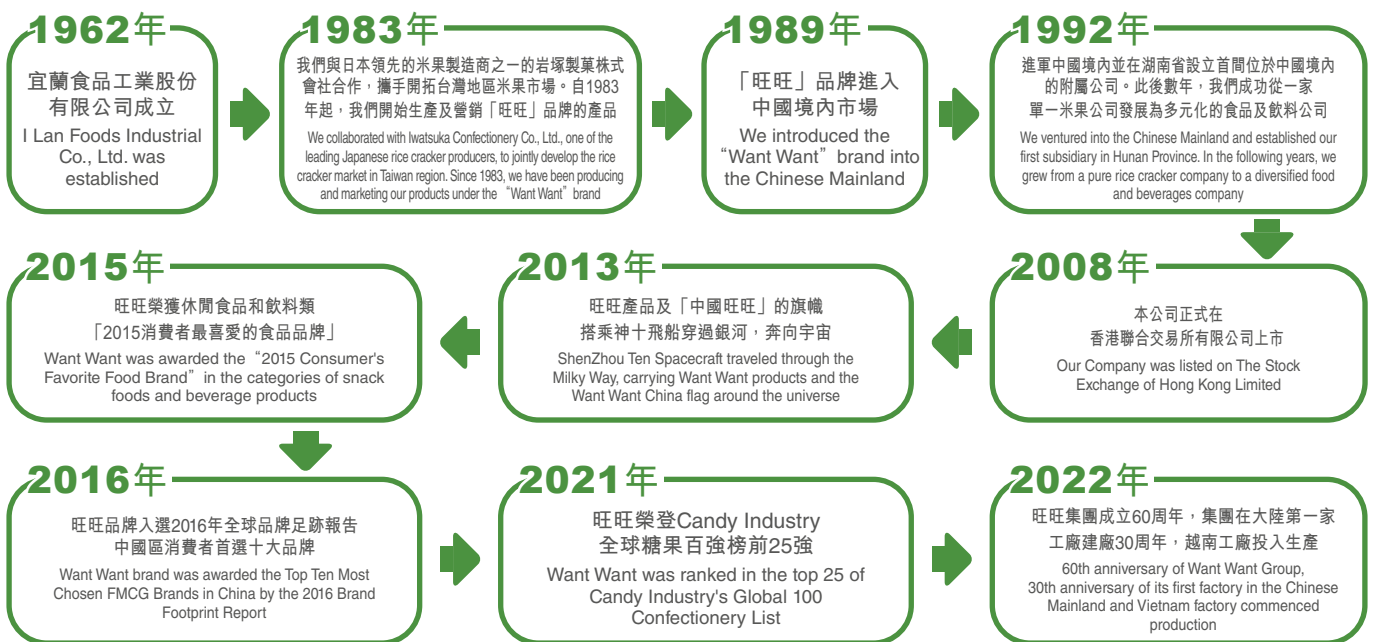 1962年
宜蘭食品工業股份
有限公司成立
I Lan Foods Industrial
Co., Ltd. was
established
1983年
我們與日本領先的米果製造商之一的岩塚製菓株式
會社合作，攜手開拓台灣地區米果市場。自1983
年起，我們開始生產及營銷「旺旺」品牌的產品
We collaborated with Iwatsuka Confectionery Co., Ltd., one of the
leading Japanese rice cracker producers, to jointly develop the rice
cracker market in Taiwan region. Since 1983, we have been producing
and marketing our products under the “Want Want” brand
1989年
「旺旺」品牌進入
中國境內市場
We introduced the
“Want Want” brand into
the Chinese Mainland
1992年
進軍中國境內並在湖南省設立首間位於中國境內
的附屬公司。此後數年，我們成功從一家
單一米果公司發展為多元化的食品及飲料公司
We ventured into the Chinese Mainland and established our
first subsidiary in Hunan Province. In the following years, we
grew from a pure rice cracker company to a diversified food
and beverages company
2008年
本公司正式在
香港聯合交易所有限公司上市
Our Company was listed on The Stock
Exchange of Hong Kong Limited
2013年
旺旺產品及「中國旺旺」的旗幟
搭乘神十飛船穿過銀河，奔向宇宙
ShenZhou Ten Spacecraft traveled through the
Milky Way, carrying Want Want products and the
Want Want China flag around the universe
2015年
旺旺榮獲休閒食品和飲料類
「2015消費者最喜愛的食品品牌」
Want Want was awarded the “2015 Consumer's
Favorite Food Brand” in the categories of snack
foods and beverage products
2016年
旺旺品牌入選2016年全球品牌足跡報告
中國區消費者首選十大品牌
Want Want brand was awarded the Top Ten Most
Chosen FMCG Brands in China by the 2016 Brand
Footprint Report
2021年
旺旺榮登Candy Industry
全球糖果百強榜前25強
Want Want was ranked in the top 25 of
Candy Industry's Global 100
Confectionery List
2022年
旺旺集團成立60周年，集團在大陸第一家
工廠建廠30周年，越南工廠投入生產
60th anniversary of Want Want Group,
30th anniversary of its first factory in the Chinese
Mainland and Vietnam factory commenced
production